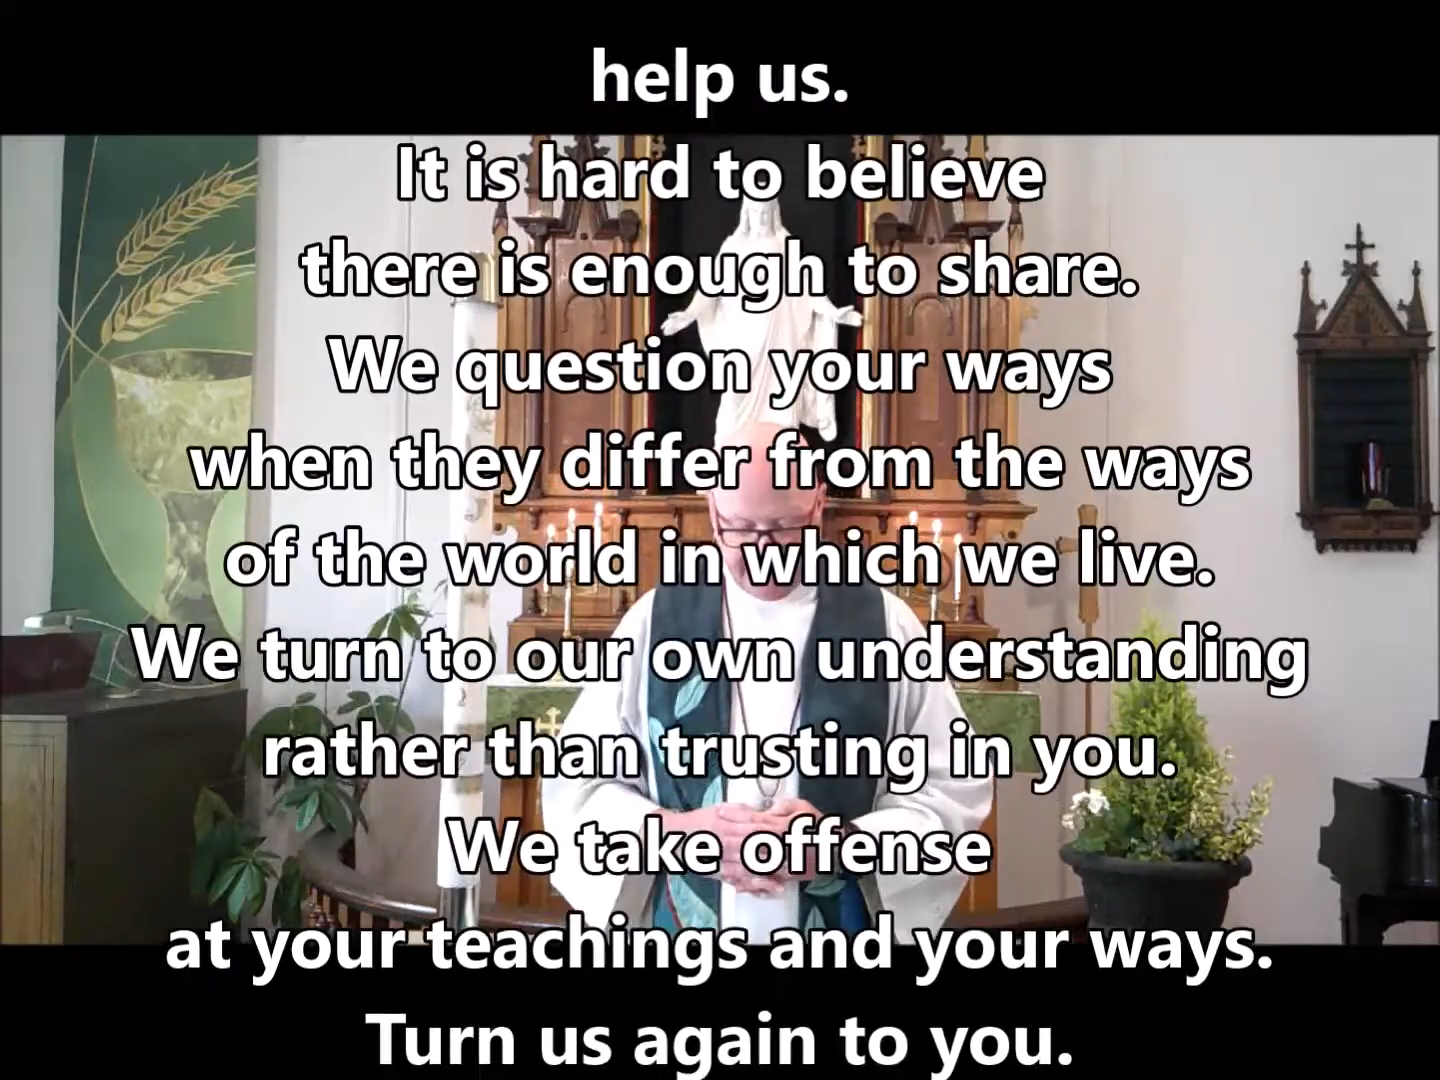 help us.
It is hard to believe
there is enough to share.
We question your ways
when they differ from the ways
of the world in which we live.
We turn to our own understanding
rather than trusting in you.
We take offense
at your teachings and your ways.
Turn us again to you.